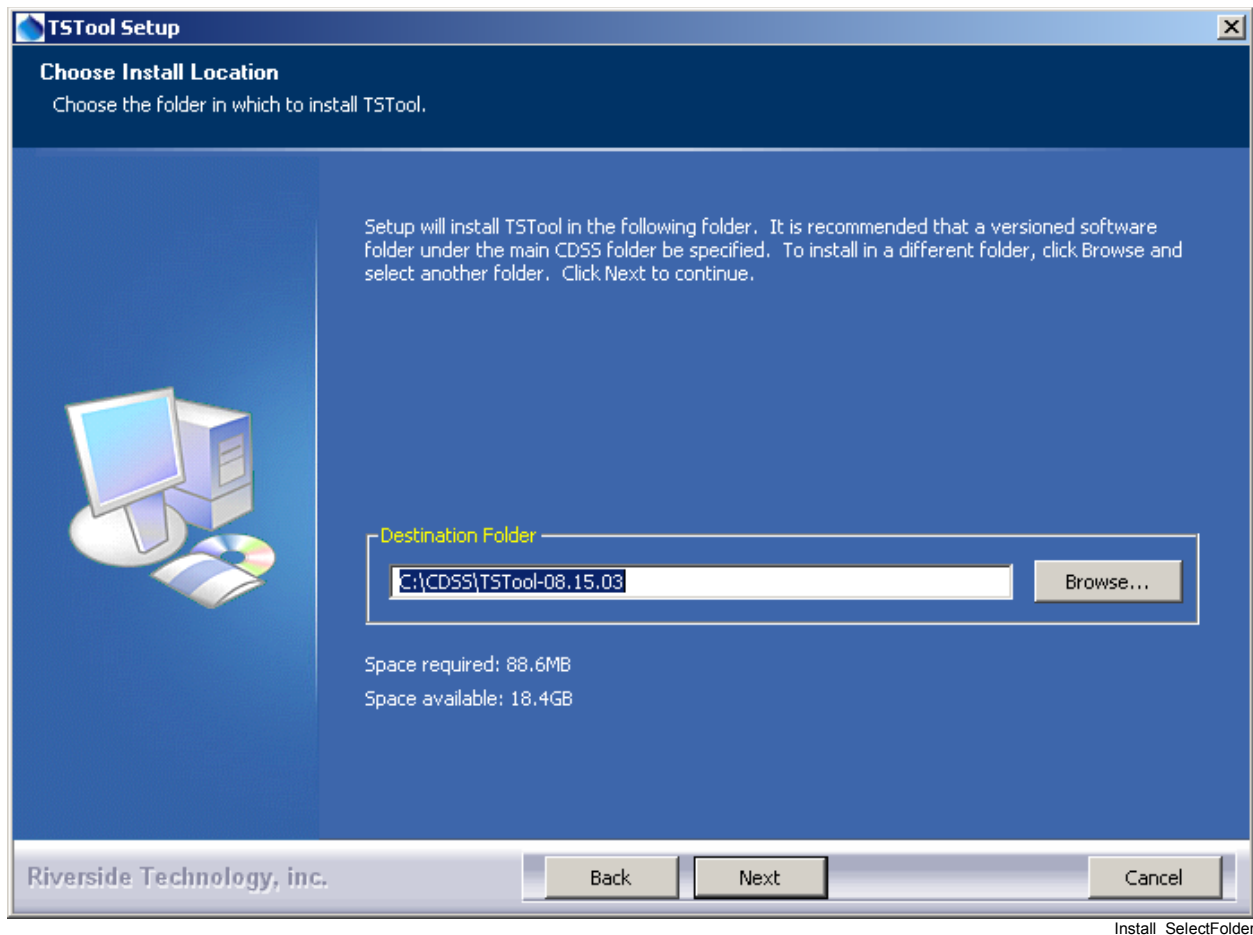 TSTool Setup
Choose Install Location
Choose the folder in which to install TSTool.
Setup will install TSTool in the following folder.  It is recommended that a versioned software
folder under the main CDSS folder be specified.  To install in a different folder, click Browse and
select another folder.  Click Next to continue.
Destination Folder
C:\CDSS\TSTool-08.15.03
Browse...
Space required: 88.6MB
Space available: 18.4GB
Riverside Technology, inc.
Back
Next
Cancel
Install_SelectFolder